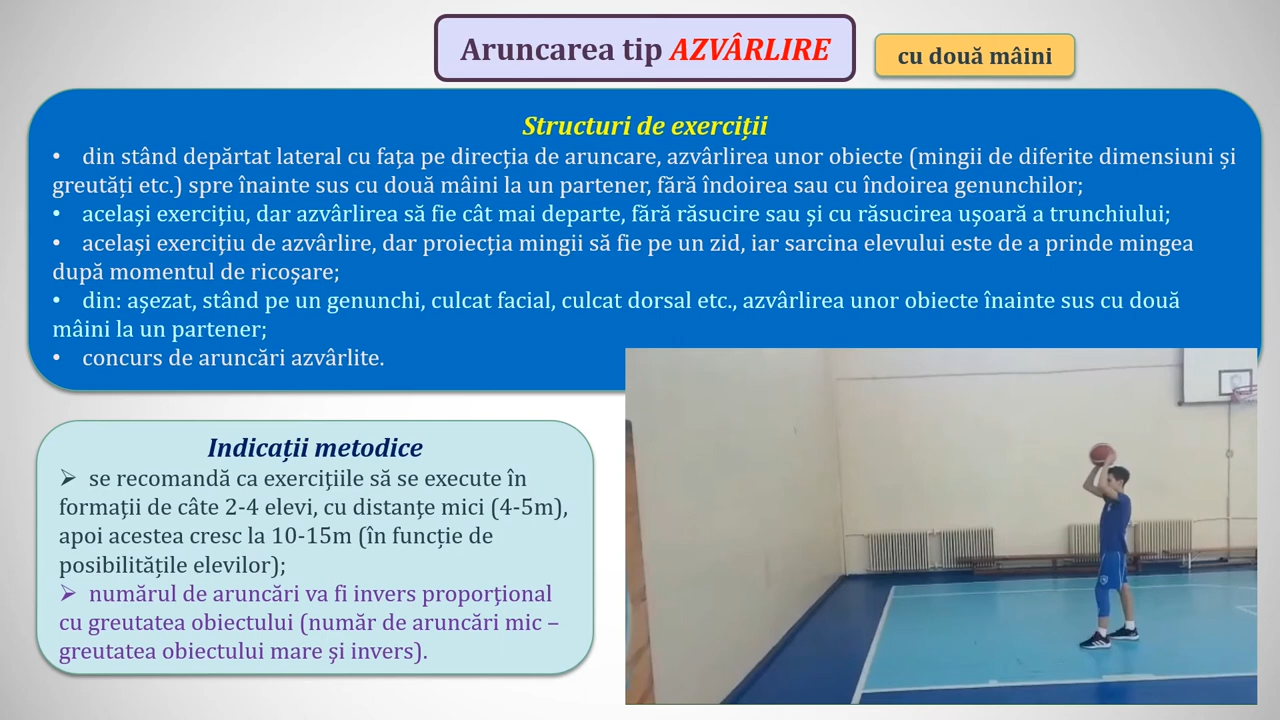 Aruncarea tip AZVÂRLIRE
cu două mâini
Structuri de exerciții
• din stând depărtat lateral cu fața pe direcția de aruncare, azvârlirea unor obiecte (mingii de diferite dimensiuni și
greutăți etc.) spre înainte sus cu două mâini la un partener, fără îndoirea sau cu îndoirea genunchilor;
• același exercițiu, dar azvârlirea să fie cât mai departe, fără răsucire sau și cu răsucirea ușoară a trunchiului;
• același exercițiu de azvârlire, dar proiecția mingii să fie pe un zid, iar sarcina elevului este de a prinde mingea
după momentul de ricoșare;
• din: așezat, stând pe un genunchi, culcat facial, culcat dorsal etc., azvârlirea unor obiecte înainte sus cu două
mâini la un partener;
• concurs de aruncări azvârlite.
Indicații metodice
➢ se recomandă ca exercițiile să se execute în
formații de câte 2-4 elevi, cu distanțe mici (4-5m),
apoi acestea cresc la 10-15m (în funcție de
posibilitățile elevilor);
➢ numărul de aruncări va fi invers proporțional
cu greutatea obiectului (număr de aruncări mic –
greutatea obiectului mare și invers).